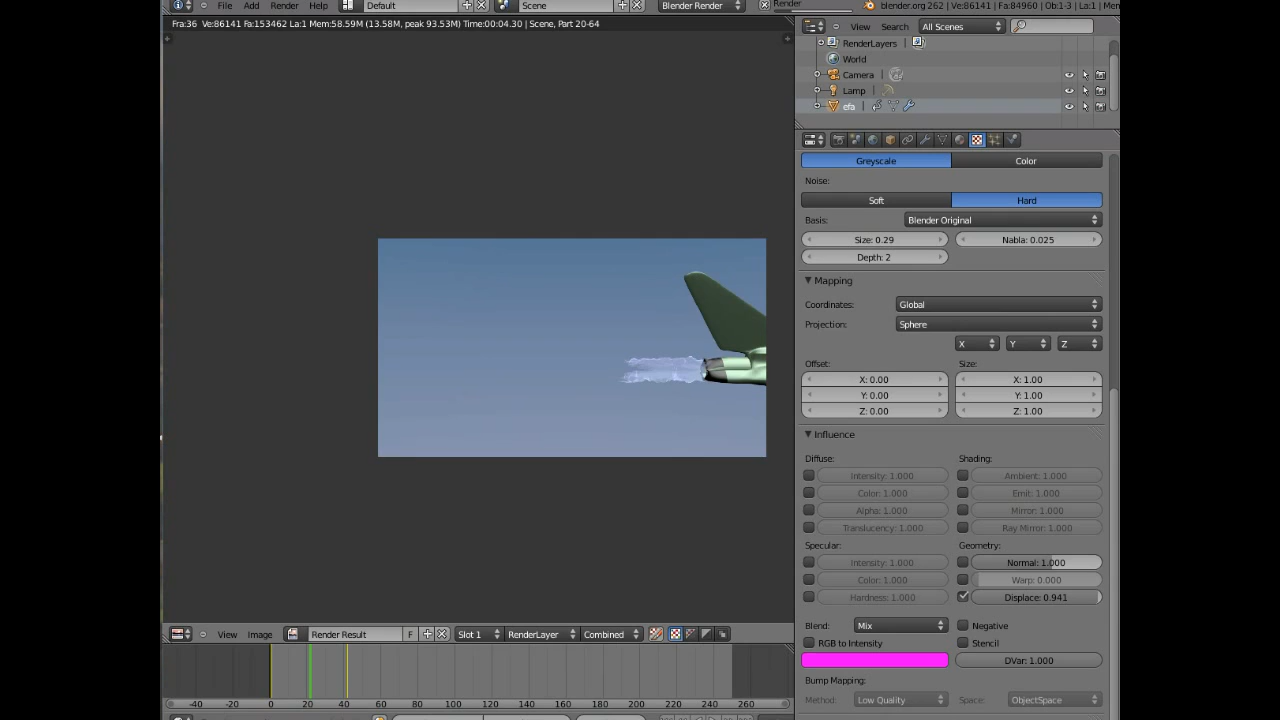 File Add Render Help Default Scene Blender Render Render blender.org 262 | Ve:86141 | Fa:84960 | Ob:1-3 | La:1 | Mem
Fra:36 Ve:86141 Fa:153462 La:1 Mem:58.59M (13.58M, peak 93.53M) Time:00:04.30 | Scene, Part 20-64
View Search All Scenes
RenderLayers |
World
Camera |
Lamp |
efa |
Greyscale Color
Noise:
Soft Hard
Basis: Blender Original
Size: 0.29 Nabla: 0.025
Depth: 2
Mapping
Coordinates: Global
Projection: Sphere
X Y Z
Offset: Size:
X: 0.00 X: 1.00
Y: 0.00 Y: 1.00
Z: 0.00 Z: 1.00
Influence
Diffuse: Shading:
Intensity: 1.000 Ambient: 1.000
Color: 1.000 Emit: 1.000
Alpha: 1.000 Mirror: 1.000
Translucency: 1.000 Ray Mirror: 1.000
Specular: Geometry:
Intensity: 1.000 Normal: 1.000
Color: 1.000 Warp: 0.000
Hardness: 1.000 Displace: 0.941
Blend: Mix Negative
RGB to Intensity Stencil
DVar: 1.000
Bump Mapping:
Method: Low Quality Space: ObjectSpace
View Image Render Result F Slot 1 RenderLayer Combined
-40 -20 0 20 40 60 80 100 120 140 160 180 200 220 240 260